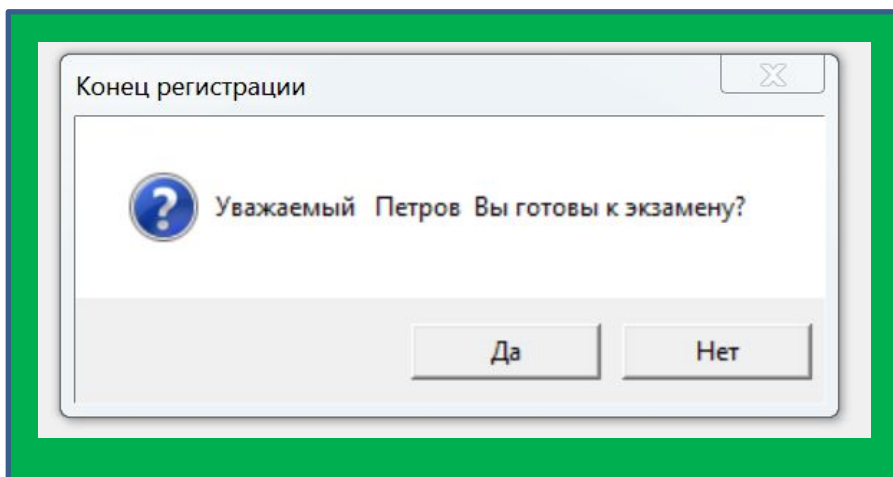 Конец регистрации
Уважаемый Петров Вы готовы к экзамену?
Да
Нет